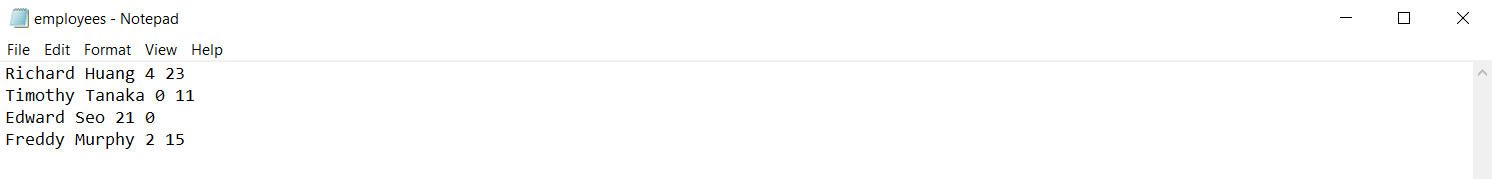 employees - Notepad
File Edit Format View Help
Richard Huang 4 23
Timothy Tanaka 0 11
Edward Seo 21 0
Freddy Murphy 2 15